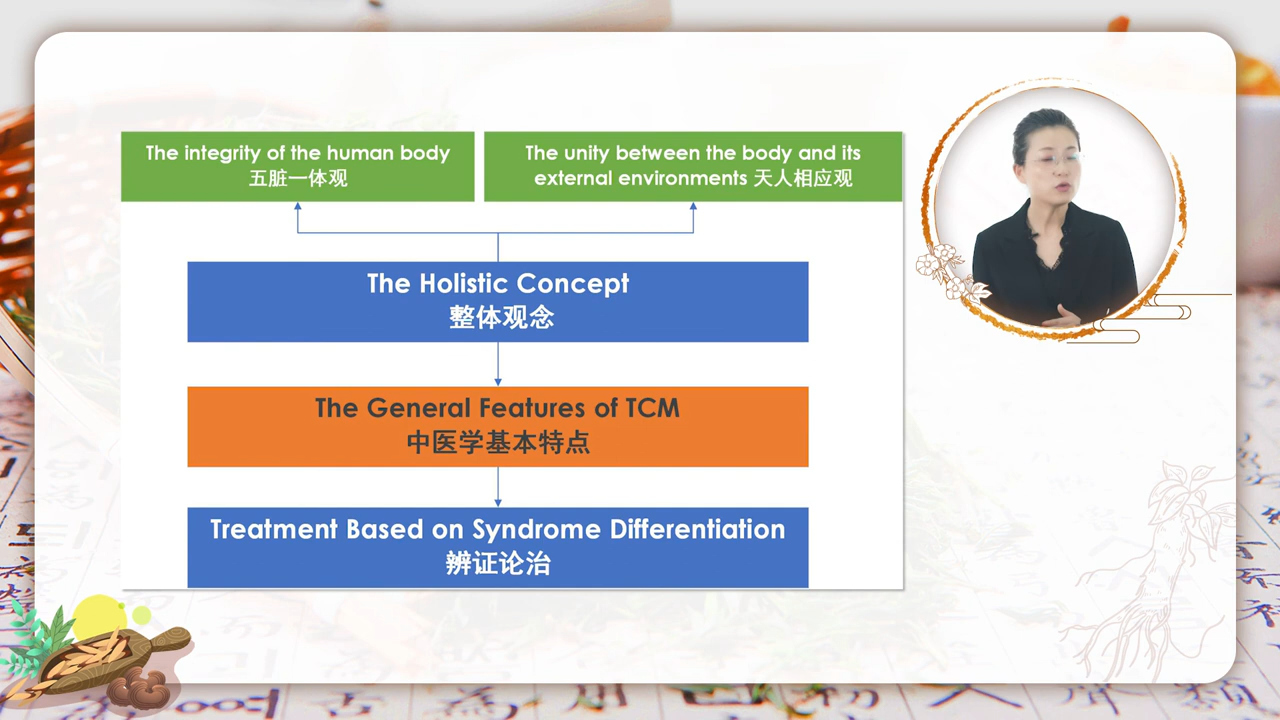 The integrity of the human body
五脏一体观
The unity between the body and its
external environments 天人相应观
The Holistic Concept
整体观念
The General Features of TCM
中医学基本特点
Treatment Based on Syndrome Differentiation
辨证论治